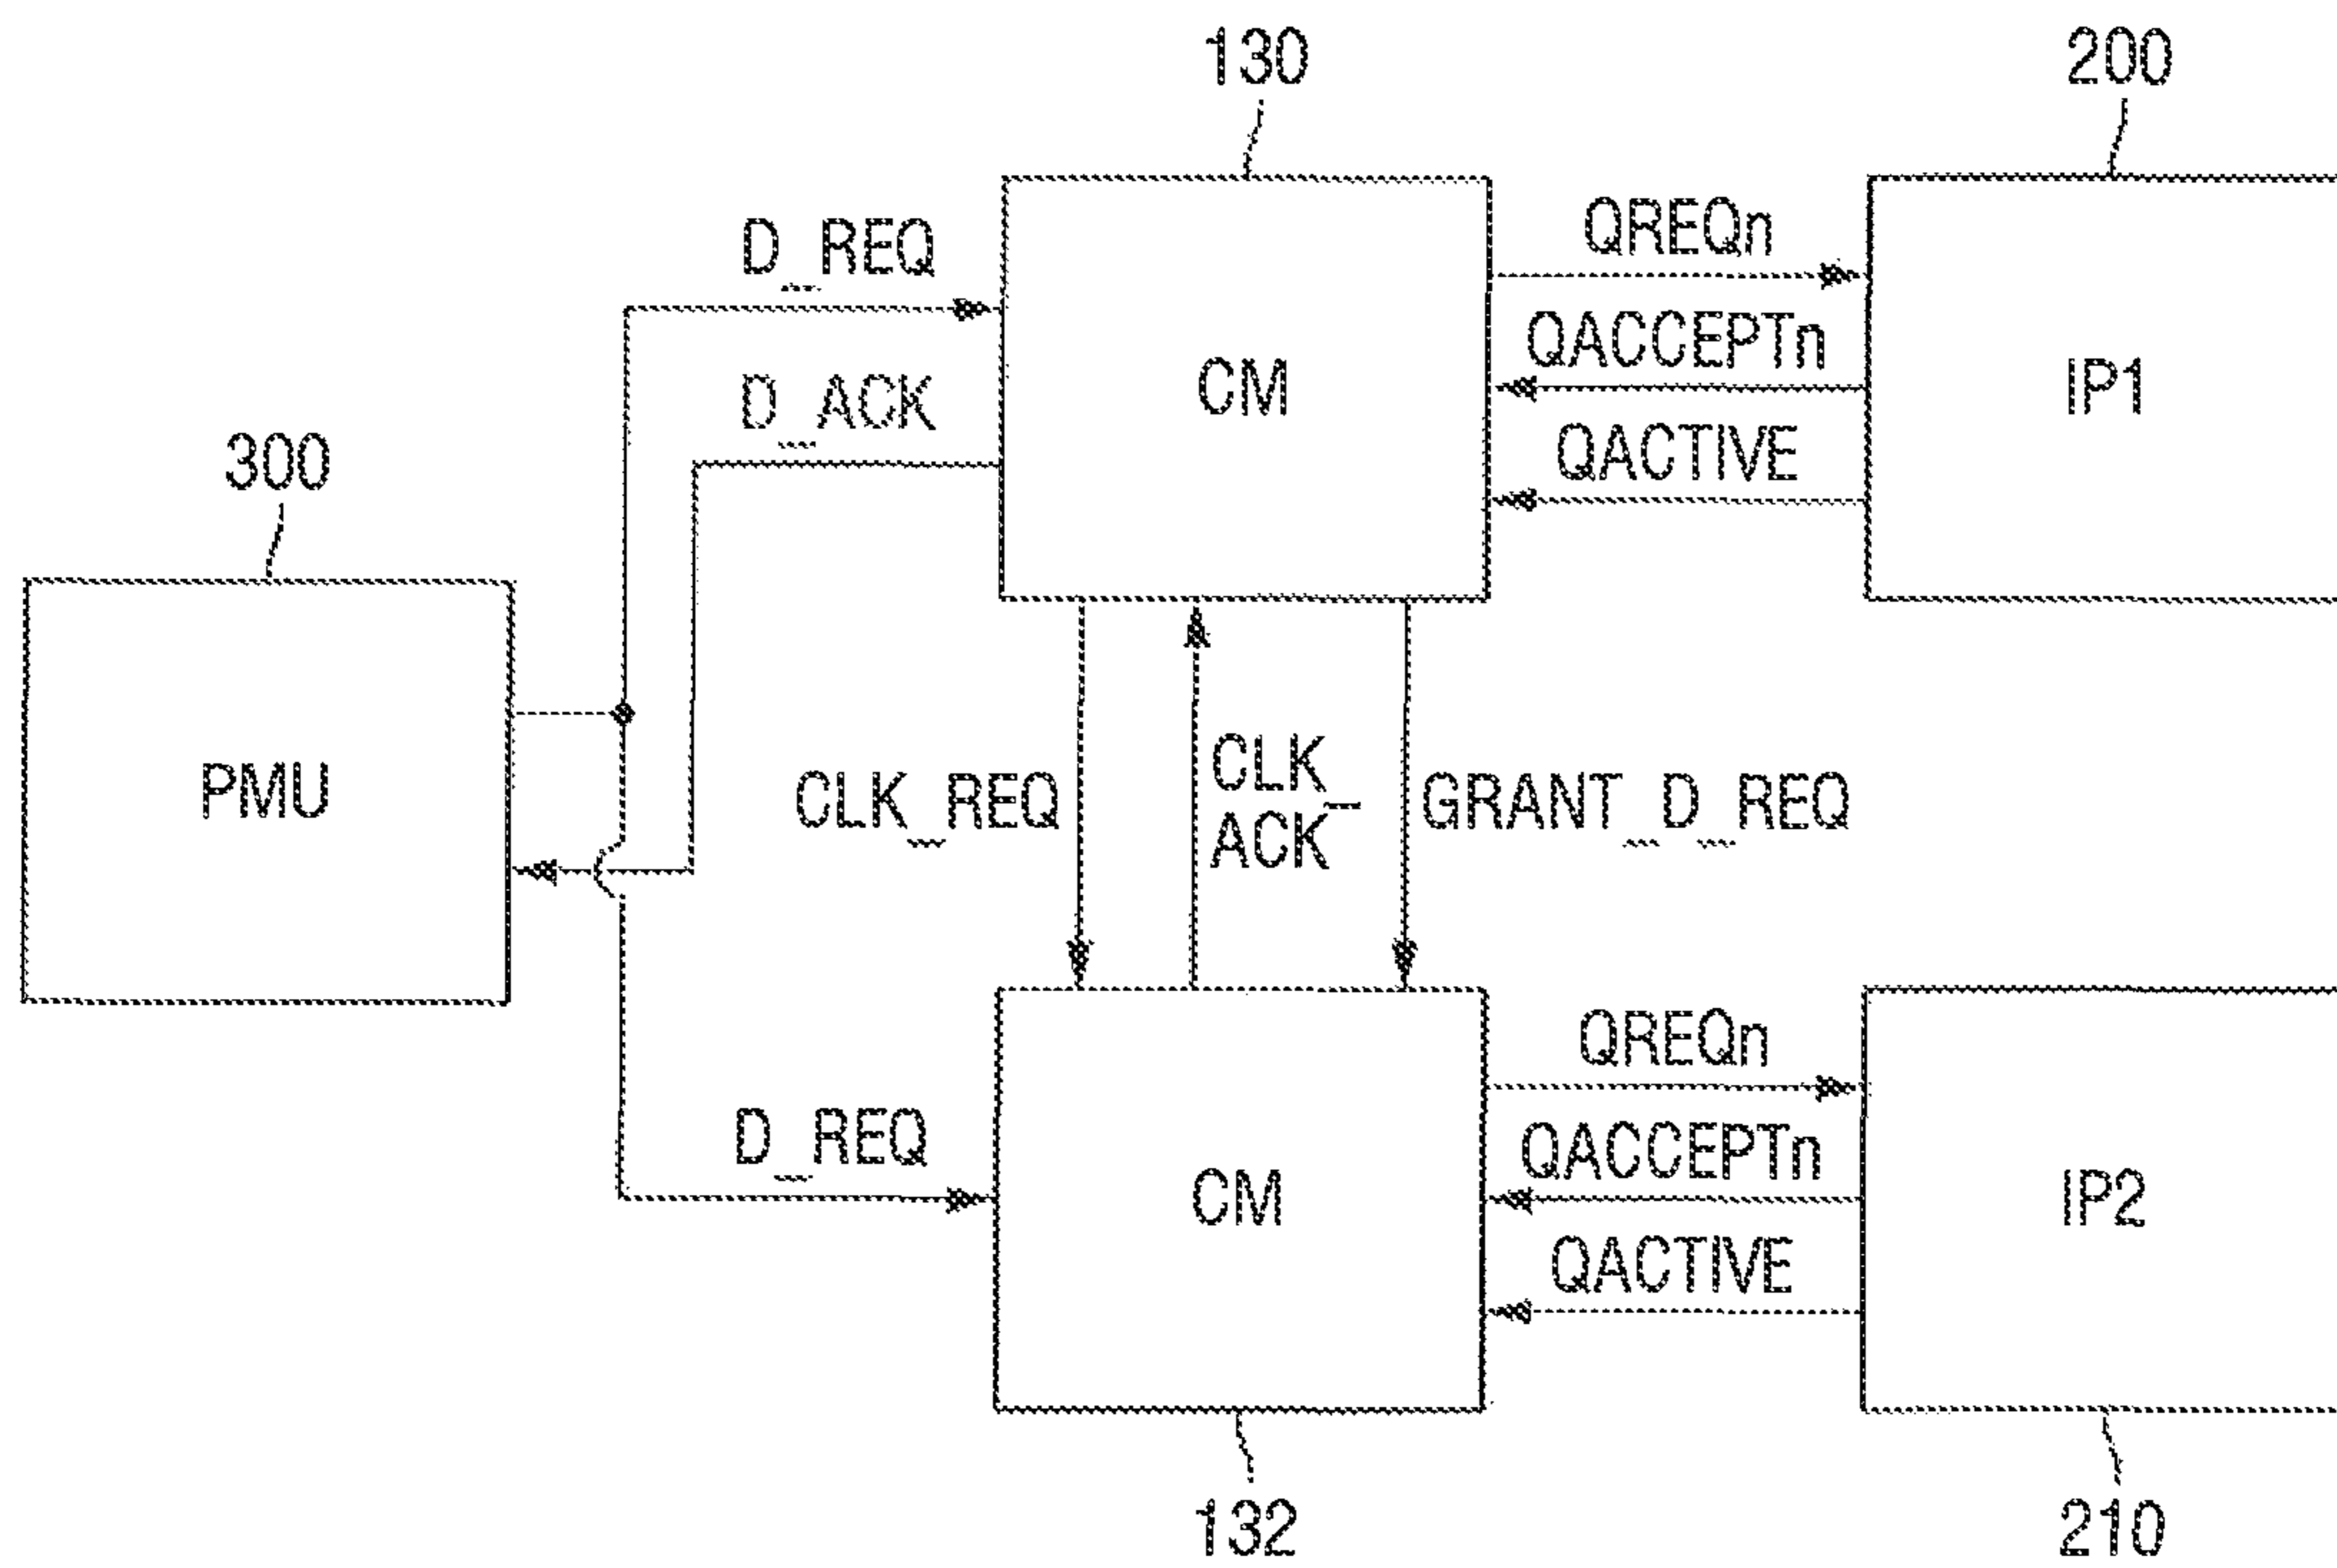 130
200
D_REQ
QREQn
QACCEPTn
CM
IP1
D_ACK
QACTIVE
300
PMU
CLK_REQ
CLK_
ACK
GRANT_D_REQ
QREQn
D_REQ
QACCEPTn
CM
IP2
QACTIVE
132
210